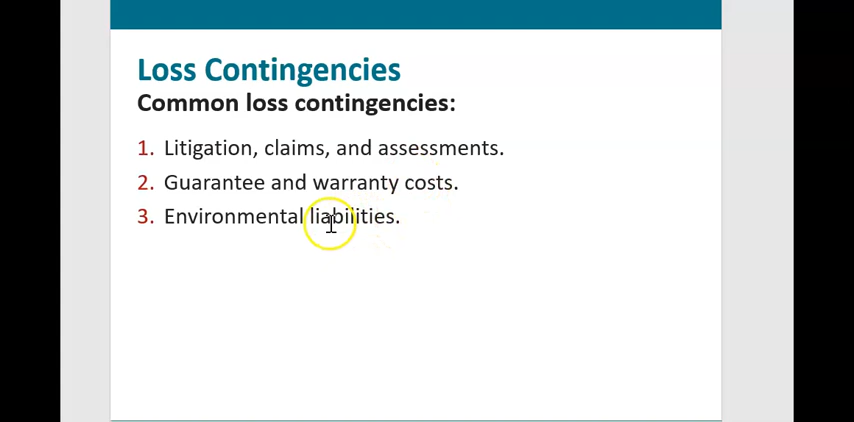 Loss Contingencies
Common loss contingencies:
1. Litigation, claims, and assessments.
2. Guarantee and warranty costs.
3. Environmental liabilities.